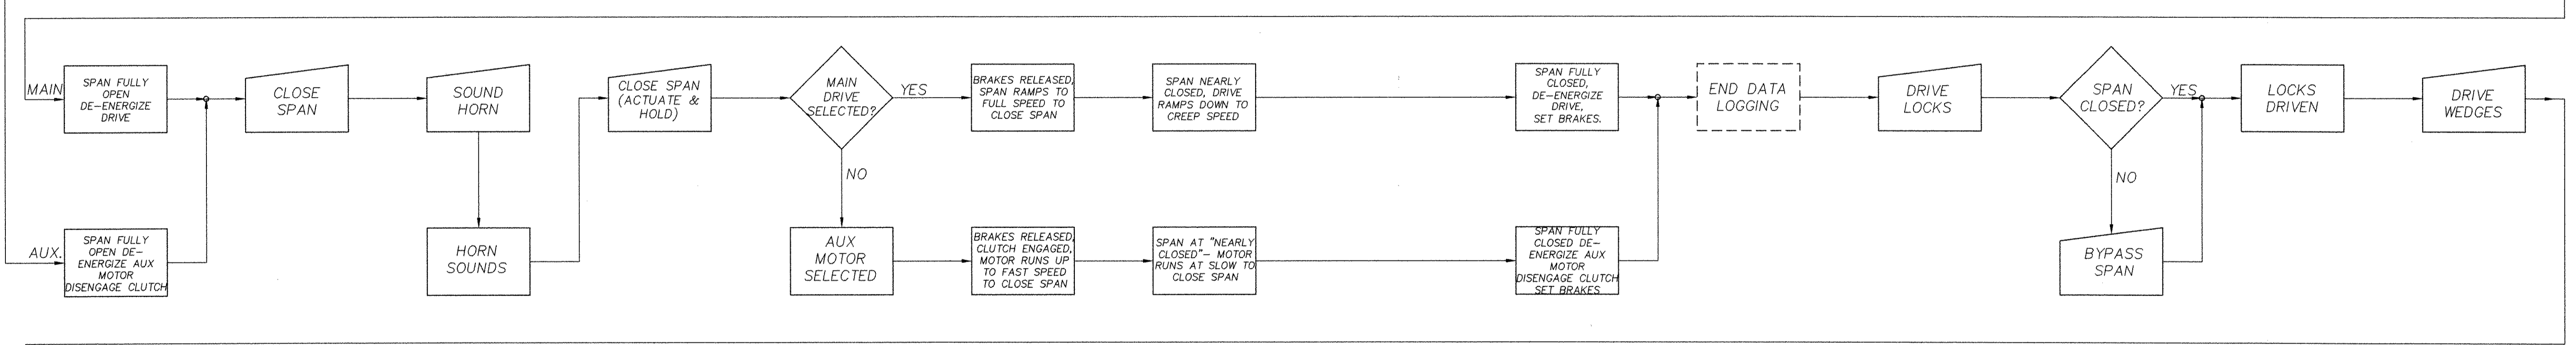 MAIN
SPAN FULLY
OPEN
DE-ENERGIZE
DRIVE
CLOSE
SPAN
SOUND
HORN
CLOSE SPAN
(ACTUATE &
HOLD)
MAIN
DRIVE
SELECTED?
YES
BRAKES RELEASED,
SPAN RAMPS TO
FULL SPEED TO
CLOSE SPAN
SPAN NEARLY
CLOSED, DRIVE
RAMPS DOWN TO
CREEP SPEED
SPAN FULLY
CLOSED,
DE-ENERGIZE
DRIVE,
SET BRAKES.
END DATA
LOGGING
DRIVE
LOCKS
SPAN
CLOSED?
YES
LOCKS
DRIVEN
DRIVE
WEDGES
NO
NO
AUX.
SPAN FULLY
OPEN DE-
ENERGIZE AUX
MOTOR
DISENGAGE CLUTCH
HORN
SOUNDS
AUX
MOTOR
SELECTED
BRAKES RELEASED,
CLUTCH ENGAGED,
MOTOR RUNS UP
TO FAST SPEED
TO CLOSE SPAN
SPAN AT "NEARLY
CLOSED"- MOTOR
RUNS AT SLOW TO
CLOSE SPAN
SPAN FULLY
CLOSED DE-
ENERGIZE AUX
MOTOR
DISENGAGE CLUTCH
SET BRAKES
BYPASS
SPAN